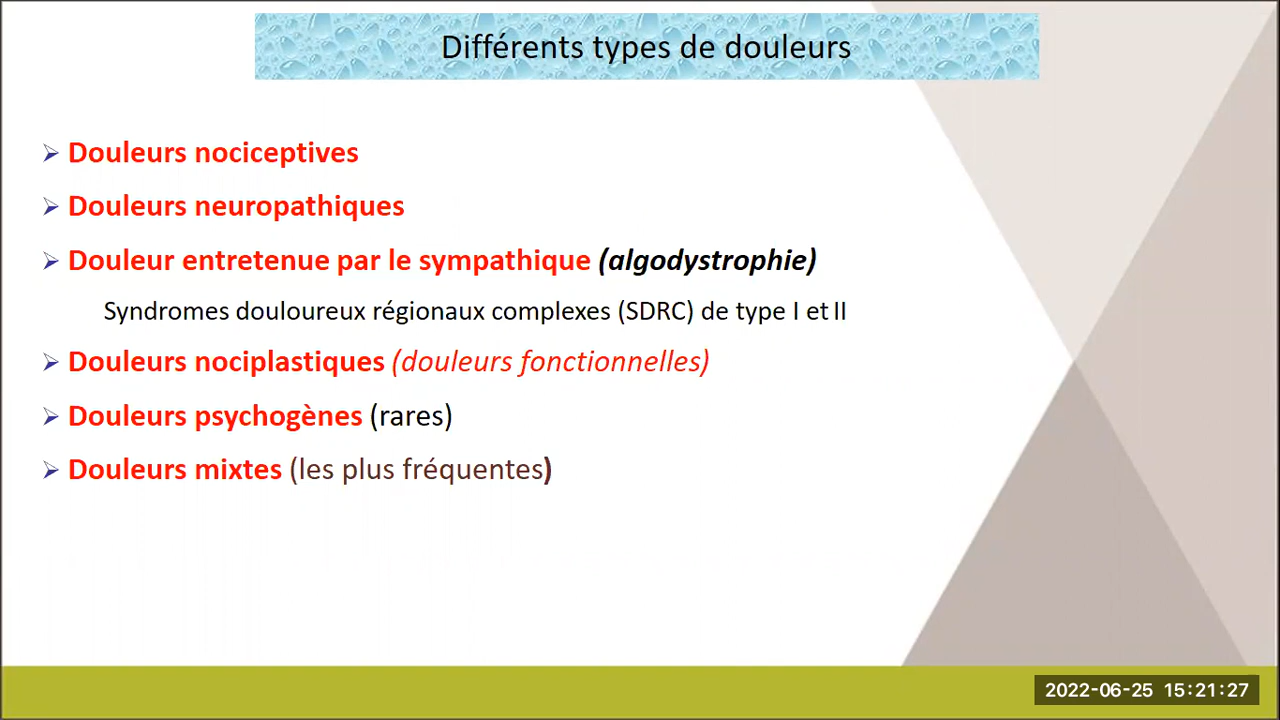 Différents types de douleurs
Douleurs nociceptives
Douleurs neuropathiques
Douleur entretenue par le sympathique (algodystrophie)
Syndromes douloureux régionaux complexes (SDRC) de type I et II
Douleurs nociplastiques (douleurs fonctionnelles)
Douleurs psychogènes (rares)
Douleurs mixtes (les plus fréquentes)
2022-06-25 15:21:27